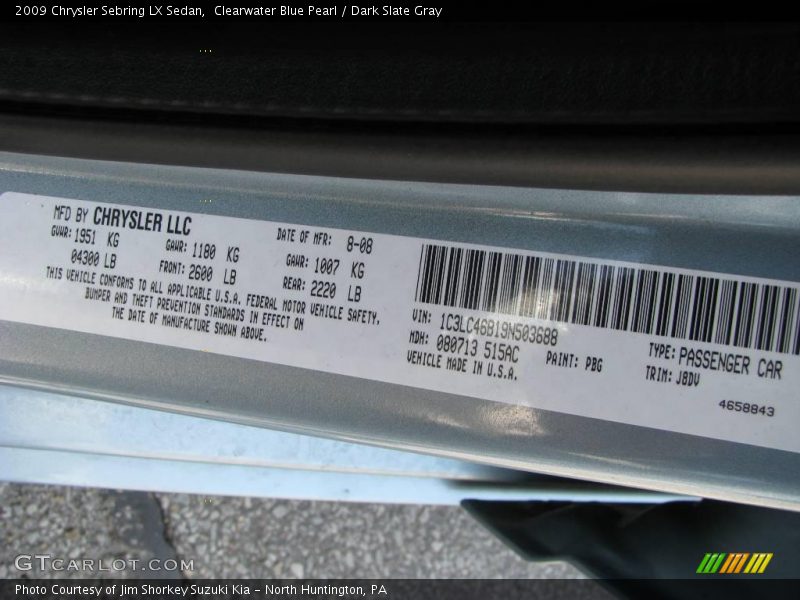 2009 Chrysler Sebring LX Sedan,  Clearwater Blue Pearl / Dark Slate Gray
MFD BY CHRYSLER LLC
DATE OF MFR: 8-08
GVWR: 1951 KG
04300 LB
GAWR: 1180 KG
FRONT: 2600 LB
GAWR: 1007 KG
REAR: 2220 LB
THIS VEHICLE CONFORMS TO ALL APPLICABLE U.S.A. FEDERAL MOTOR VEHICLE SAFETY,
BUMPER AND THEFT PREVENTION STANDARDS IN EFFECT ON
THE DATE OF MANUFACTURE SHOWN ABOVE.
VIN: 1C3LC46B19N503688
MDH: 080713 515AC
VEHICLE MADE IN U.S.A.
PAINT: PBG
TYPE: PASSENGER CAR
TRIM: J8DV
4658843
GTCARLOT.COM
Photo Courtesy of Jim Shorkey Suzuki Kia - North Huntington, PA